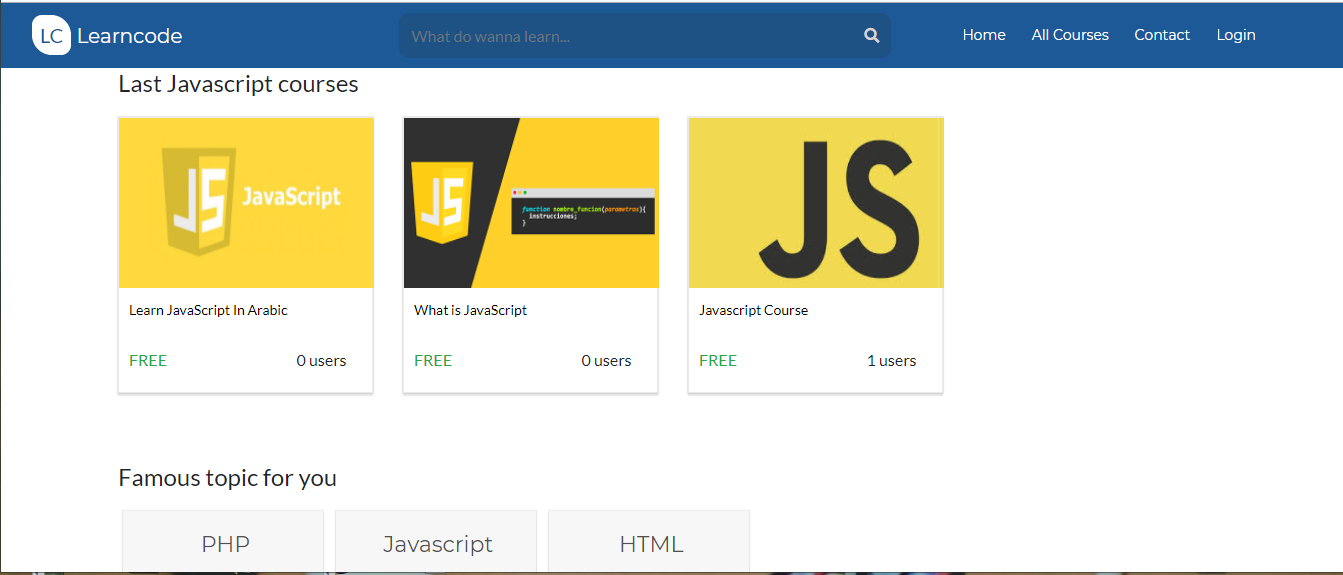 LC Learncode What do wanna learn... Home All Courses Contact Login
Last Javascript courses
JS JavaScript
JS
function nombre_funcion(parametros){
instrucciones;
}
JS
Learn JavaScript In Arabic What is JavaScript Javascript Course
FREE 0 users FREE 0 users FREE 1 users
Famous topic for you
PHP Javascript HTML